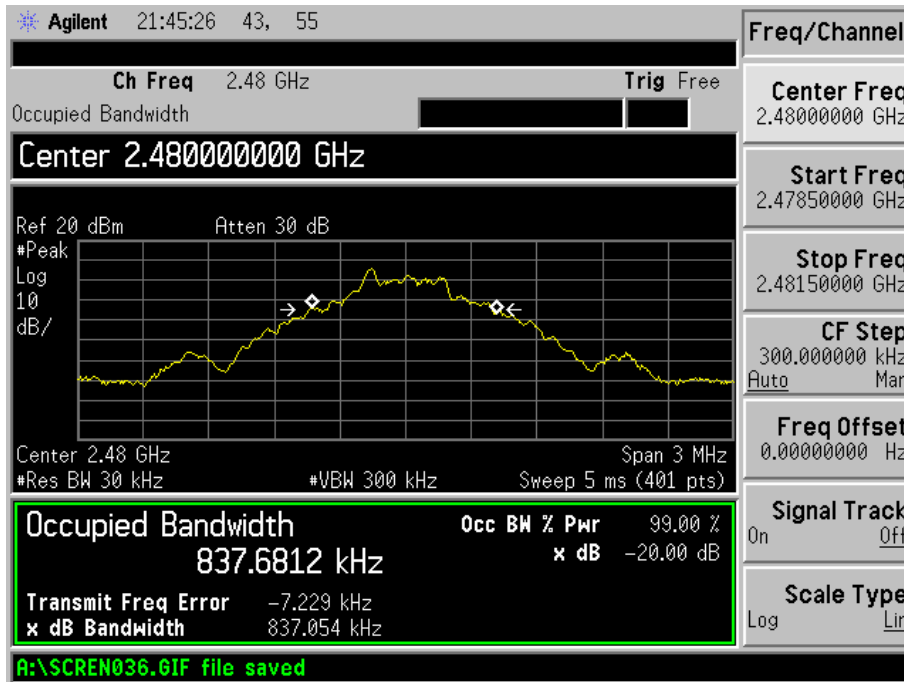 Agilent 21:45:26 43, 55
Ch Freq 2.48 GHz Trig Free
Occupied Bandwidth
Center 2.480000000 GHz
Ref 20 dBm Atten 30 dB
#Peak
Log
10
dB/
Center 2.48 GHz Span 3 MHz
#Res BW 30 kHz #VBW 300 kHz Sweep 5 ms (401 pts)
Occupied Bandwidth
837.6812 kHz
Occ BW % Pwr 99.00 %
x dB -20.00 dB
Transmit Freq Error -7.229 kHz
x dB Bandwidth 837.054 kHz
A:\SCREN036.GIF file saved
Freq/Channel
Center Freq
2.48000000 GHz
Start Freq
2.47850000 GHz
Stop Freq
2.48150000 GHz
CF Step
300.000000 kHz
Auto Man
Freq Offset
0.00000000 Hz
Signal Track
On Off
Scale Type
Log Lin